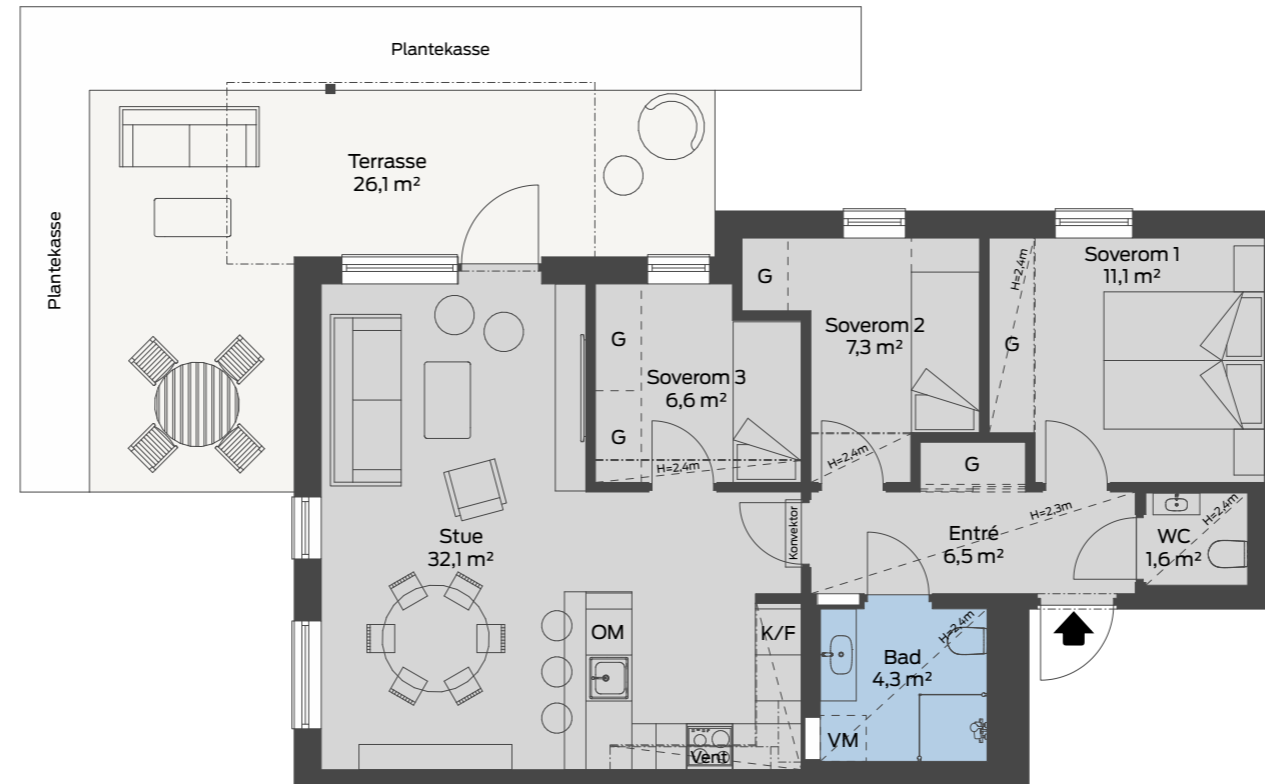 Plantekasse
Plantekasse
Terrasse
26,1 m²
Soverom 1
11,1 m²
H=2,4m
G
G
Soverom 2
7,3 m²
H=2,4m
G
Soverom 3
6,6 m²
G
G
H=2,4m
G
Konvektor
Stue
32,1 m²
Entré
6,5 m²
H=2,3m
WC
1,6 m²
H=2,4m
OM
K/F
Vent
Bad
4,3 m²
H=2,4m
VM